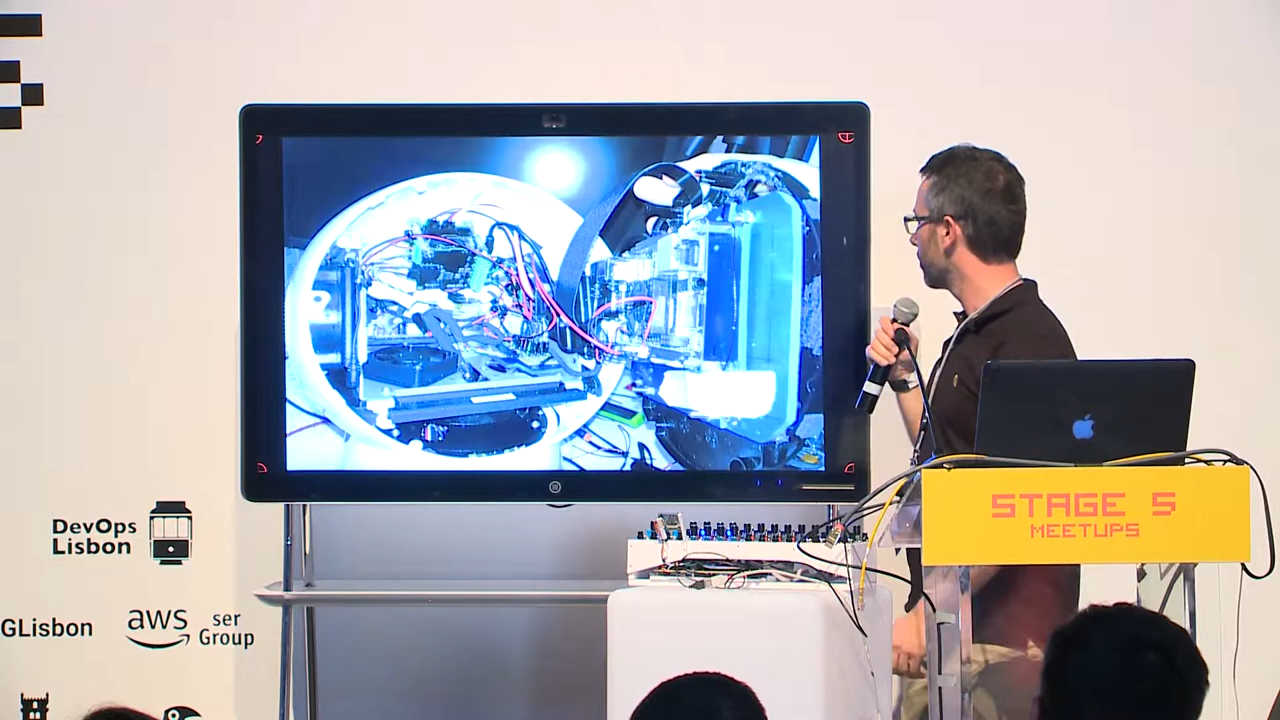 DevOps
Lisbon
GLisbon
aws
ser
Group
STAGE 5
MEETUPS